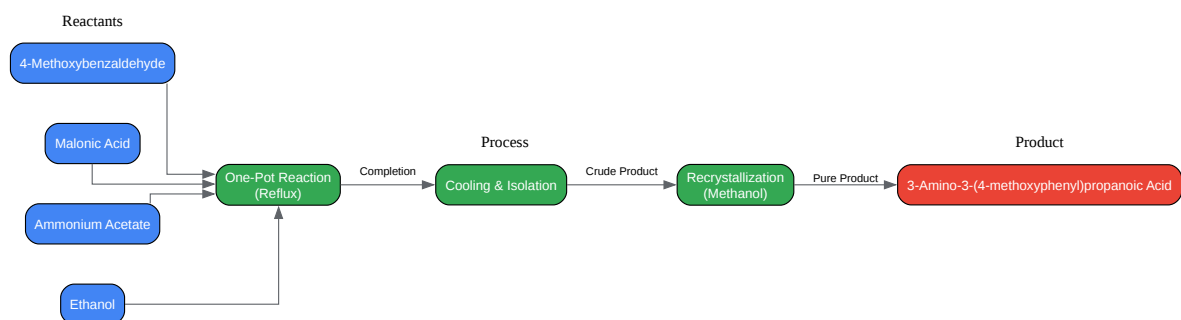 Reactants
4-Methoxybenzaldehyde
Malonic Acid
Ammonium Acetate
Ethanol
One-Pot Reaction
(Reflux)
Completion
Process
Cooling & Isolation
Crude Product
Recrystallization
(Methanol)
Pure Product
Product
3-Amino-3-(4-methoxyphenyl)propanoic Acid